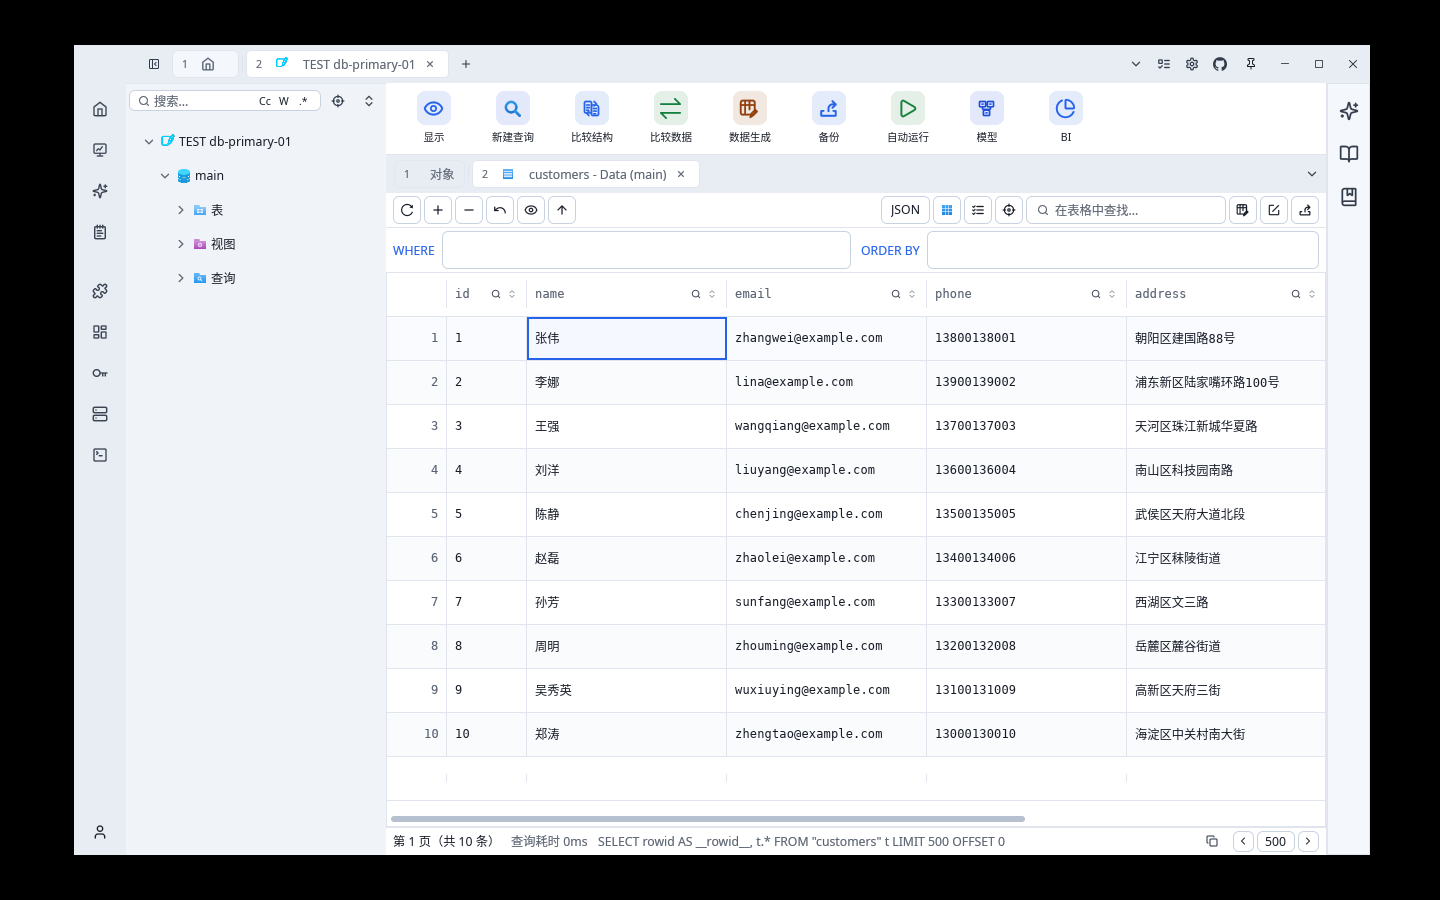 1
2 TEST db-primary-01
搜索... Cc W .*
TEST db-primary-01
main
表
视图
查询
显示 新建查询 比较结构 比较数据 数据生成 备份 自动运行 模型 BI
1 对象 2 customers - Data (main)
JSON 在表格中查找...
WHERE ORDER BY
id name email phone address
1 1 张伟 zhangwei@example.com 13800138001 朝阳区建国路88号
2 2 李娜 lina@example.com 13900139002 浦东新区陆家嘴环路100号
3 3 王强 wangqiang@example.com 13700137003 天河区珠江新城华夏路
4 4 刘洋 liuyang@example.com 13600136004 南山区科技园南路
5 5 陈静 chenjing@example.com 13500135005 武侯区天府大道北段
6 6 赵磊 zhaolei@example.com 13400134006 江宁区秣陵街道
7 7 孙芳 sunfang@example.com 13300133007 西湖区文三路
8 8 周明 zhouming@example.com 13200132008 岳麓区麓谷街道
9 9 吴秀英 wuxiuying@example.com 13100131009 高新区天府三街
10 10 郑涛 zhengtao@example.com 13000130010 海淀区中关村南大街
第 1 页（共 10 条） 查询耗时 0ms SELECT rowid AS __rowid__, t.* FROM "customers" t LIMIT 500 OFFSET 0 500